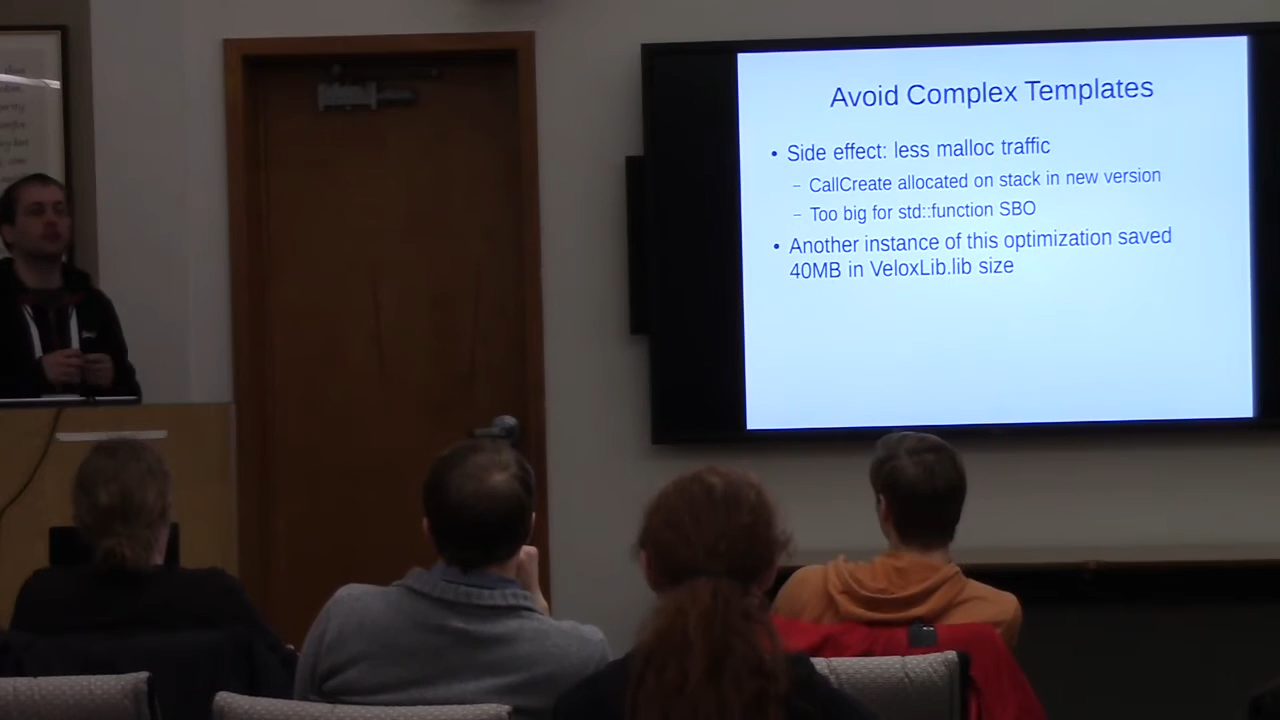 Avoid Complex Templates
• Side effect: less malloc traffic
– CallCreate allocated on stack in new version
– Too big for std::function SBO
• Another instance of this optimization saved
40MB in VeloxLib.lib size